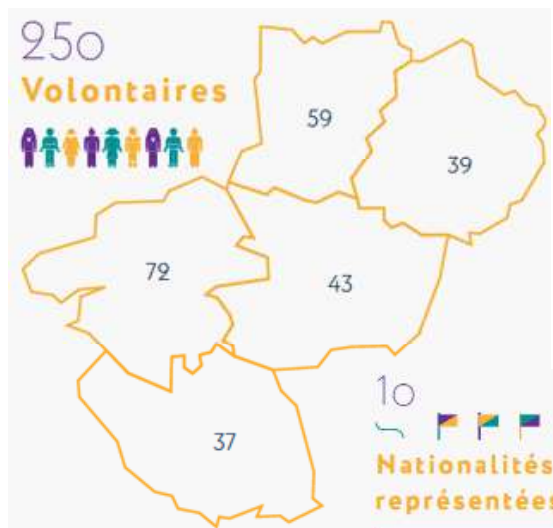 250
Volontaires
59
39
72
43
37
10
Nationalités
représentées